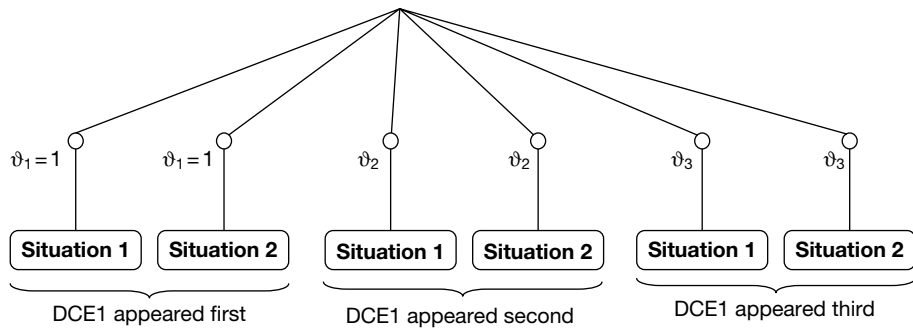 ϑ₁ = 1
ϑ₁ = 1
ϑ₂
ϑ₂
ϑ₃
ϑ₃
Situation 1
Situation 2
Situation 1
Situation 2
Situation 1
Situation 2
DCE1 appeared first
DCE1 appeared second
DCE1 appeared third